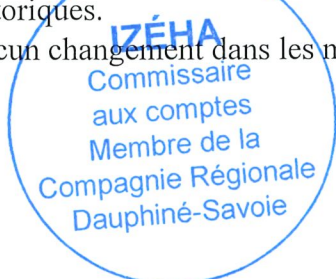 toriques.
IZÉHA
cun changement dans les m
Commissaire
aux comptes
Membre de la
Compagnie Régionale
Dauphiné-Savoie